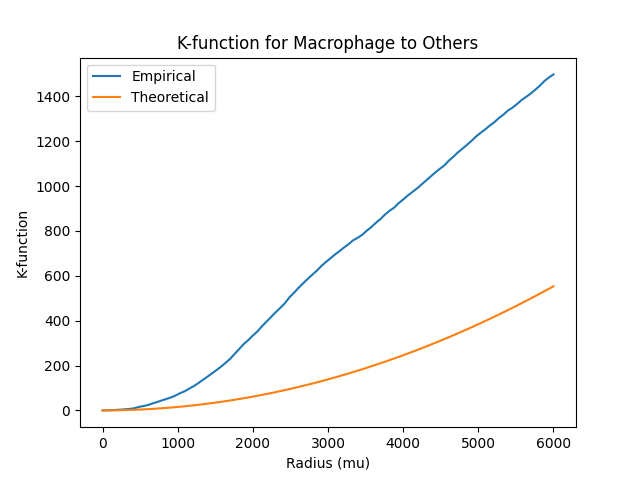 K-function for Macrophage to Others
Empirical
Theoretical
K-function
1400
1200
1000
800
600
400
200
0
0 1000 2000 3000 4000 5000 6000
Radius (mu)